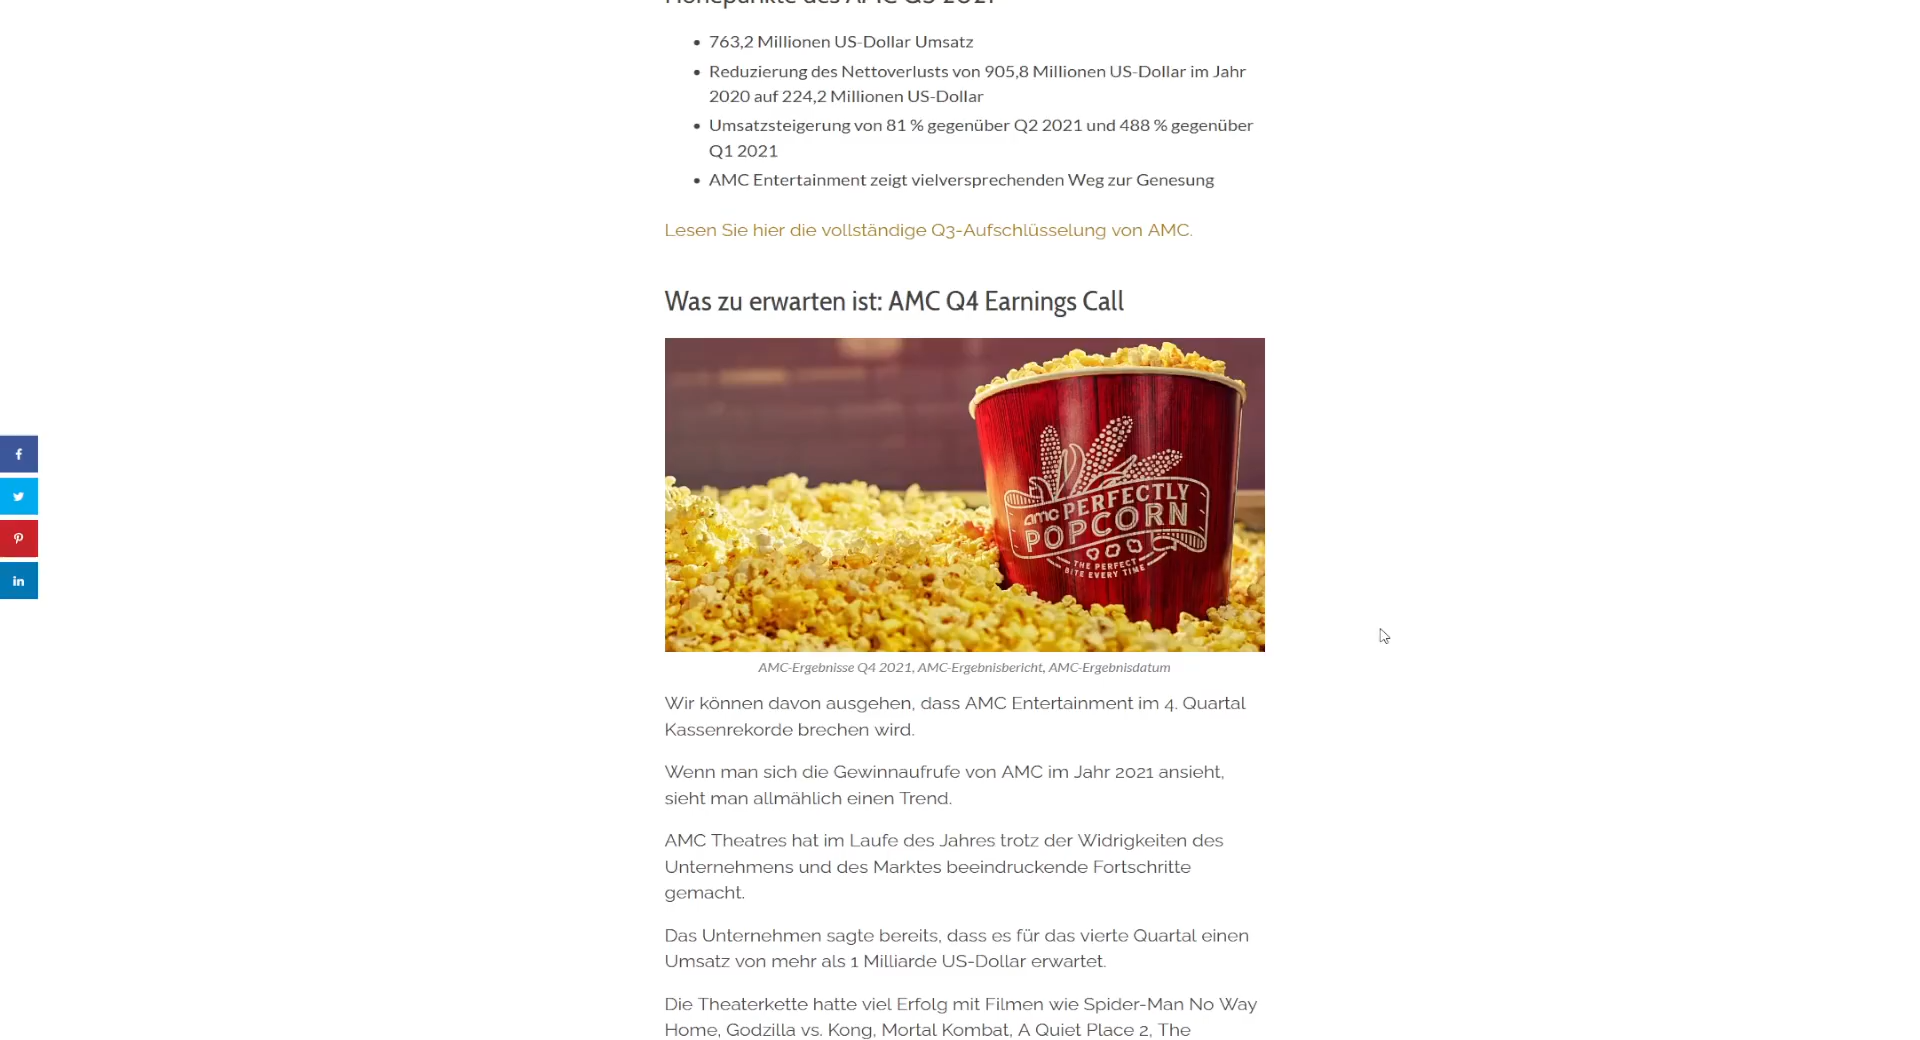 Höhepunkte des AMC Q3 2021
763,2 Millionen US-Dollar Umsatz
Reduzierung des Nettoverlusts von 905,8 Millionen US-Dollar im Jahr
2020 auf 224,2 Millionen US-Dollar
Umsatzsteigerung von 81 % gegenüber Q2 2021 und 488 % gegenüber
Q1 2021
AMC Entertainment zeigt vielversprechenden Weg zur Genesung
Lesen Sie hier die vollständige Q3-Aufschlüsselung von AMC.
Was zu erwarten ist: AMC Q4 Earnings Call
amc PERFECTLY
POPCORN
THE PERFECT
BITE EVERY TIME
AMC-Ergebnisse Q4 2021, AMC-Ergebnisbericht, AMC-Ergebnisdatum
Wir können davon ausgehen, dass AMC Entertainment im 4. Quartal
Kassenrekorde brechen wird.
Wenn man sich die Gewinnaufrufe von AMC im Jahr 2021 ansieht,
sieht man allmählich einen Trend.
AMC Theatres hat im Laufe des Jahres trotz der Widrigkeiten des
Unternehmens und des Marktes beeindruckende Fortschritte
gemacht.
Das Unternehmen sagte bereits, dass es für das vierte Quartal einen
Umsatz von mehr als 1 Milliarde US-Dollar erwartet.
Die Theaterkette hatte viel Erfolg mit Filmen wie Spider-Man No Way
Home, Godzilla vs. Kong, Mortal Kombat, A Quiet Place 2, The